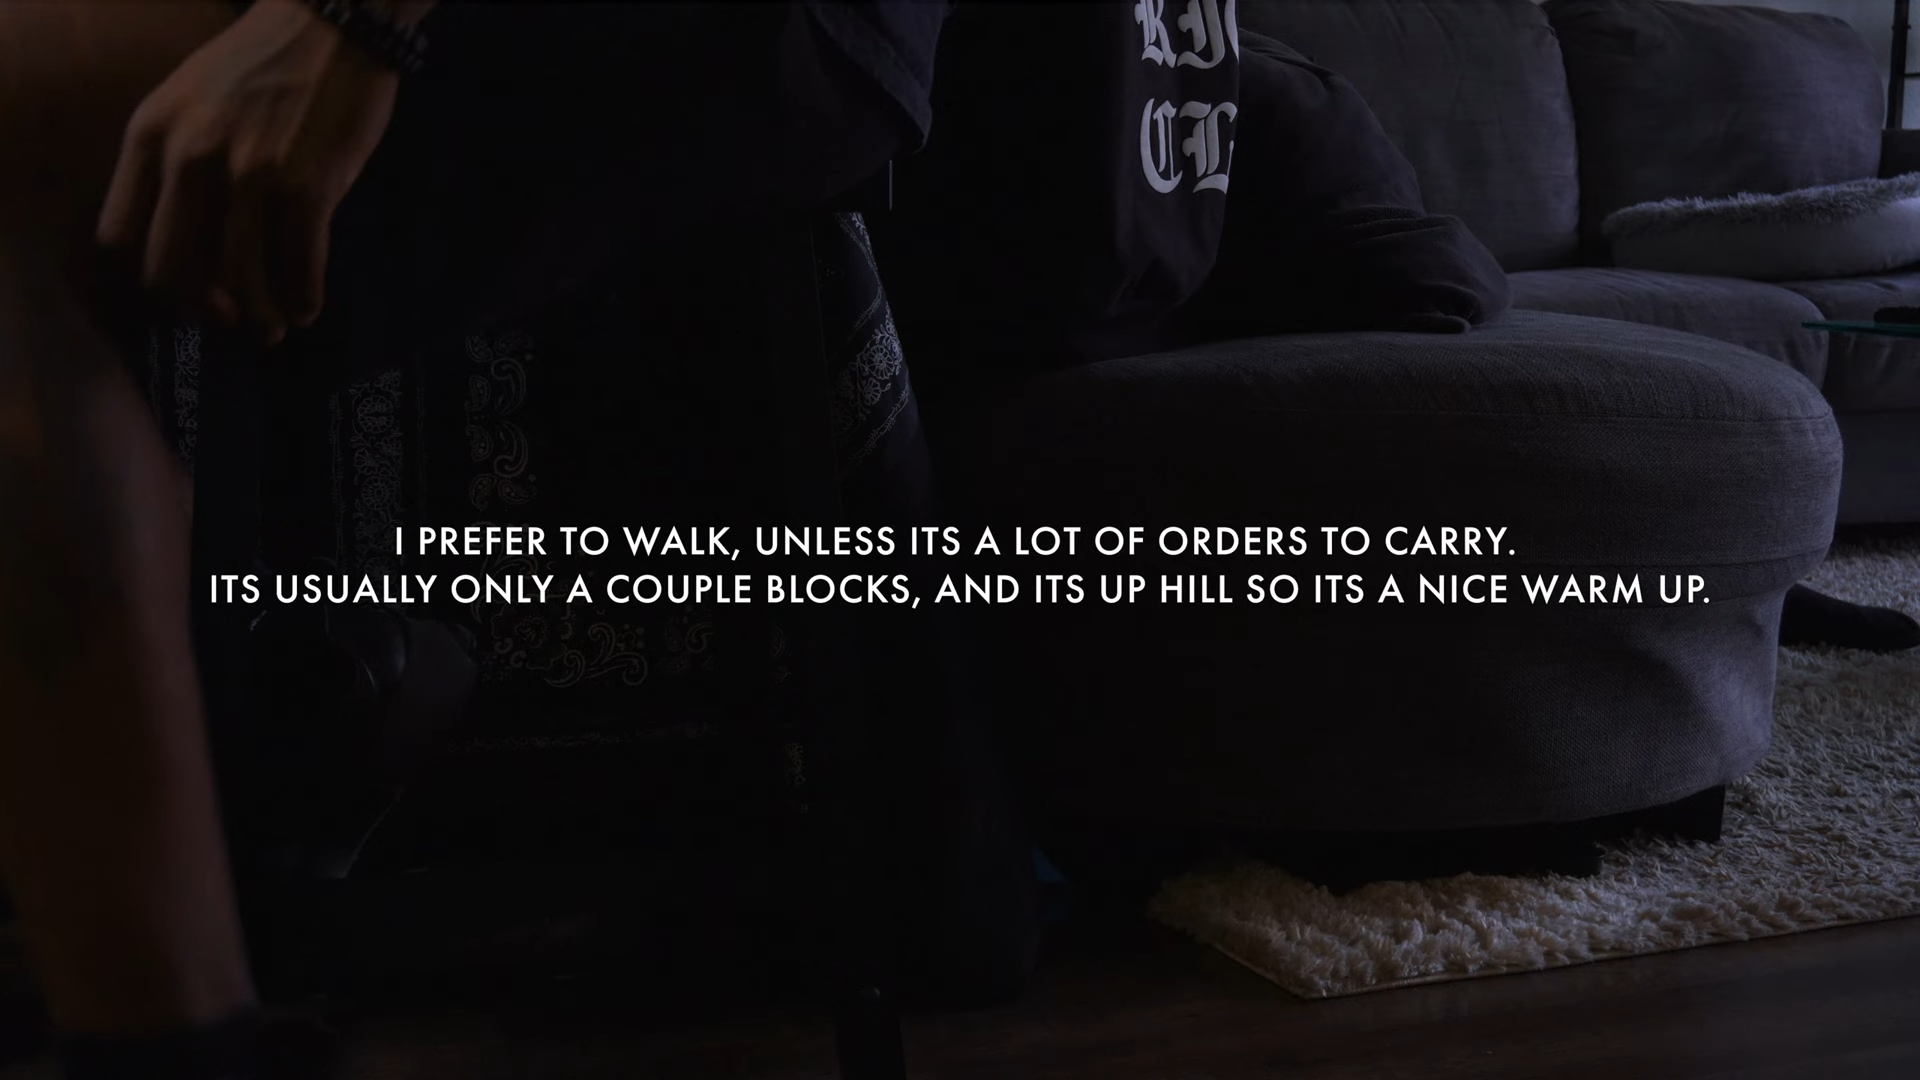 I PREFER TO WALK, UNLESS ITS A LOT OF ORDERS TO CARRY.
ITS USUALLY ONLY A COUPLE BLOCKS, AND ITS UP HILL SO ITS A NICE WARM UP.